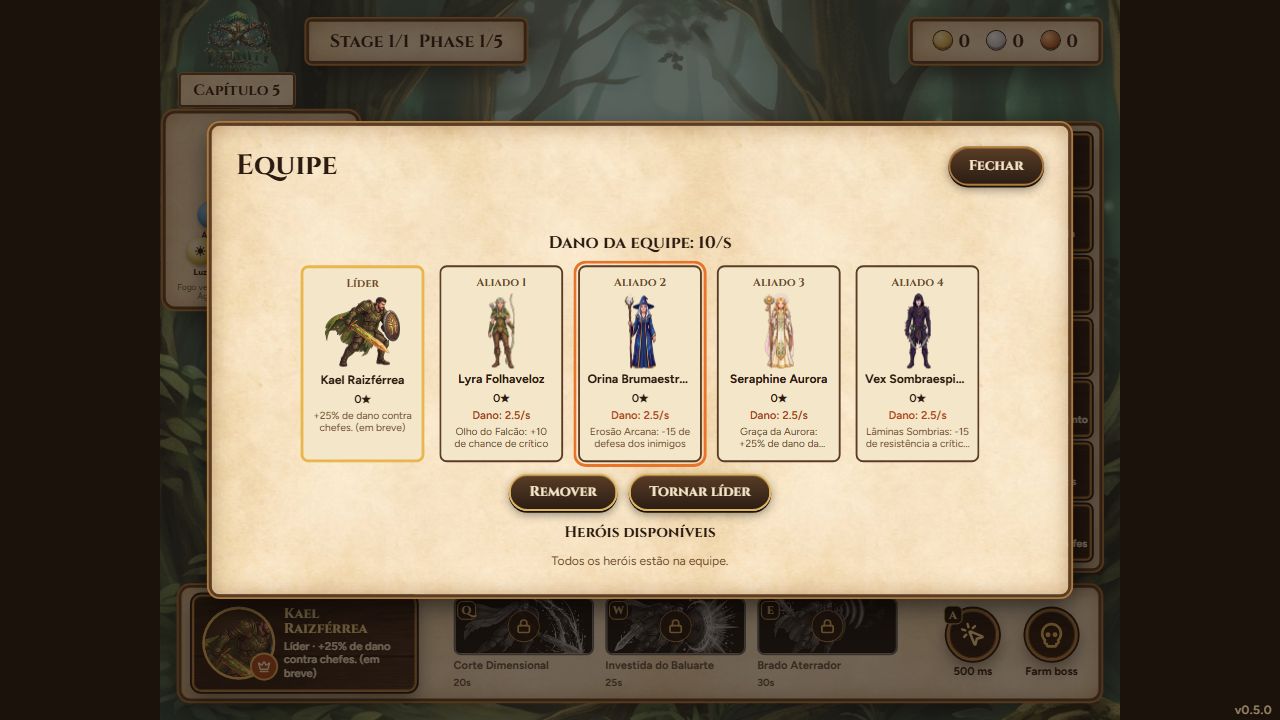 Stage 1/1 Phase 1/5
0 0 0
Capítulo 5
Equipe
Fechar
Dano da equipe: 10/s
Líder
Kael Raizférrea
0★
+25% de dano contra
chefes. (em breve)
Aliado 1
Lyra Folhaveloz
0★
Dano: 2.5/s
Olho do Falcão: +10
de chance de crítico
Aliado 2
Orina Brumaestr...
0★
Dano: 2.5/s
Erosão Arcana: -15 de
defesa dos inimigos
Aliado 3
Seraphine Aurora
0★
Dano: 2.5/s
Graça da Aurora:
+25% de dano da...
Aliado 4
Vex Sombraespi...
0★
Dano: 2.5/s
Lâminas Sombrias: -15
de resistência a crític...
Remover
Tornar líder
Heróis disponíveis
Todos os heróis estão na equipe.
Kael
Raizférrea
Líder · +25% de dano
contra chefes. (em
breve)
Q
Corte Dimensional
20s
W
Investida do Baluarte
25s
E
Brado Aterrador
30s
A
500 ms
Farm boss
v0.5.0